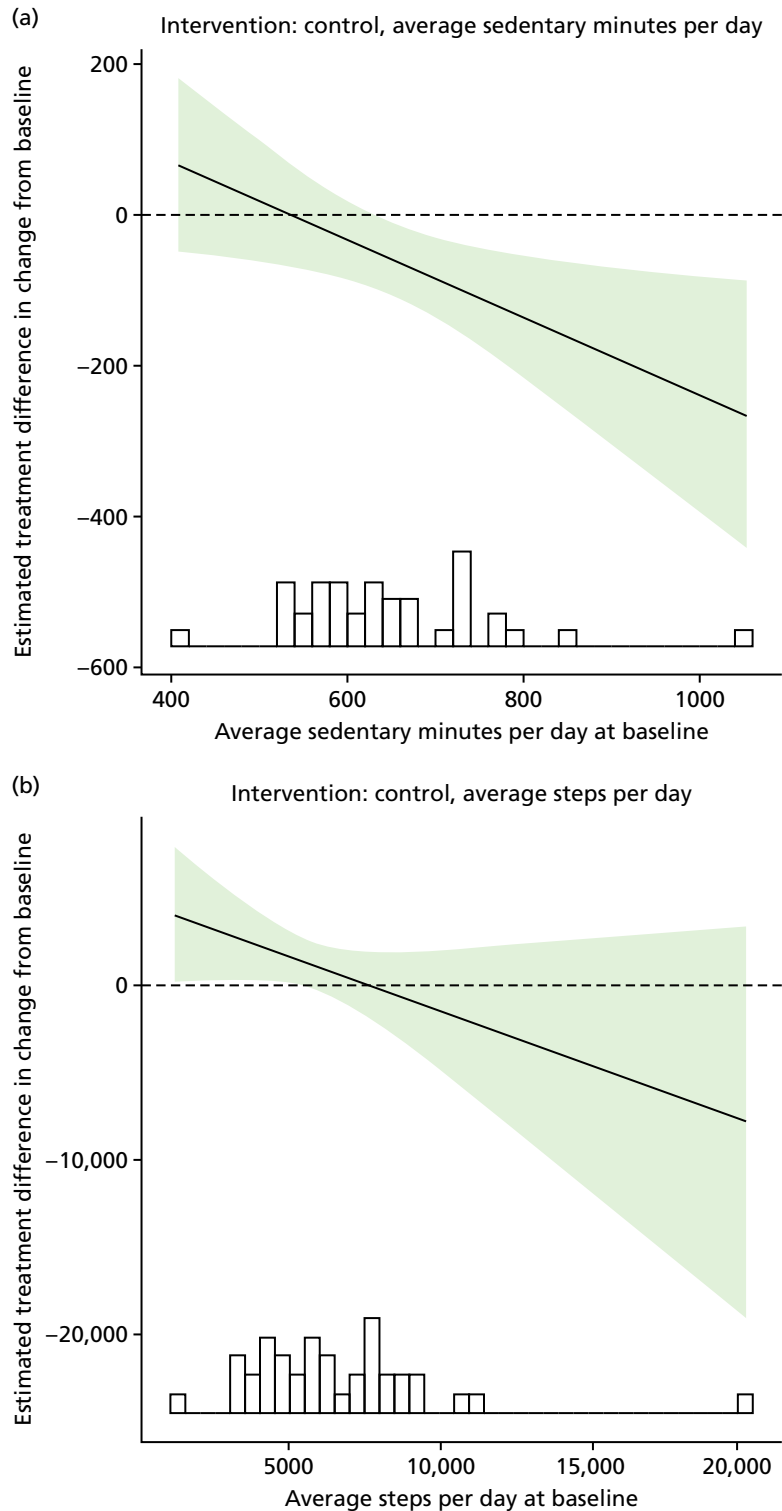 (a)
Intervention: control, average sedentary minutes per day
Estimated treatment difference in change from baseline
200
0
−200
−400
−600
400 600 800 1000
Average sedentary minutes per day at baseline
(b)
Intervention: control, average steps per day
Estimated treatment difference in change from baseline
0
−10,000
−20,000
5000 10,000 15,000 20,000
Average steps per day at baseline